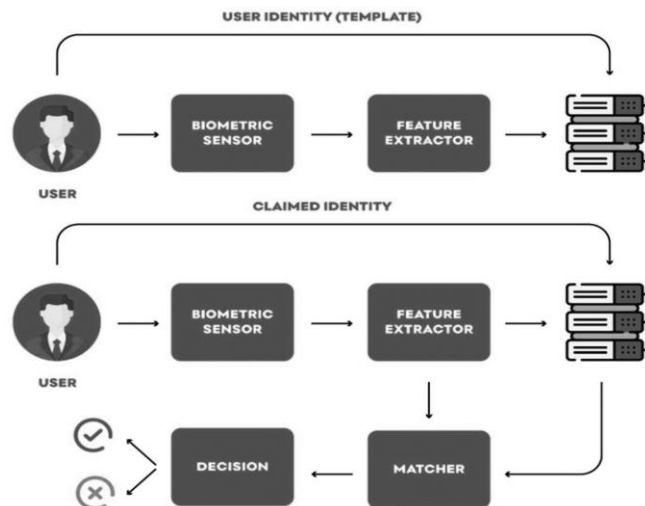 USER IDENTITY (TEMPLATE)
BIOMETRIC
SENSOR
FEATURE
EXTRACTOR
USER
CLAIMED IDENTITY
BIOMETRIC
SENSOR
FEATURE
EXTRACTOR
USER
DECISION
MATCHER